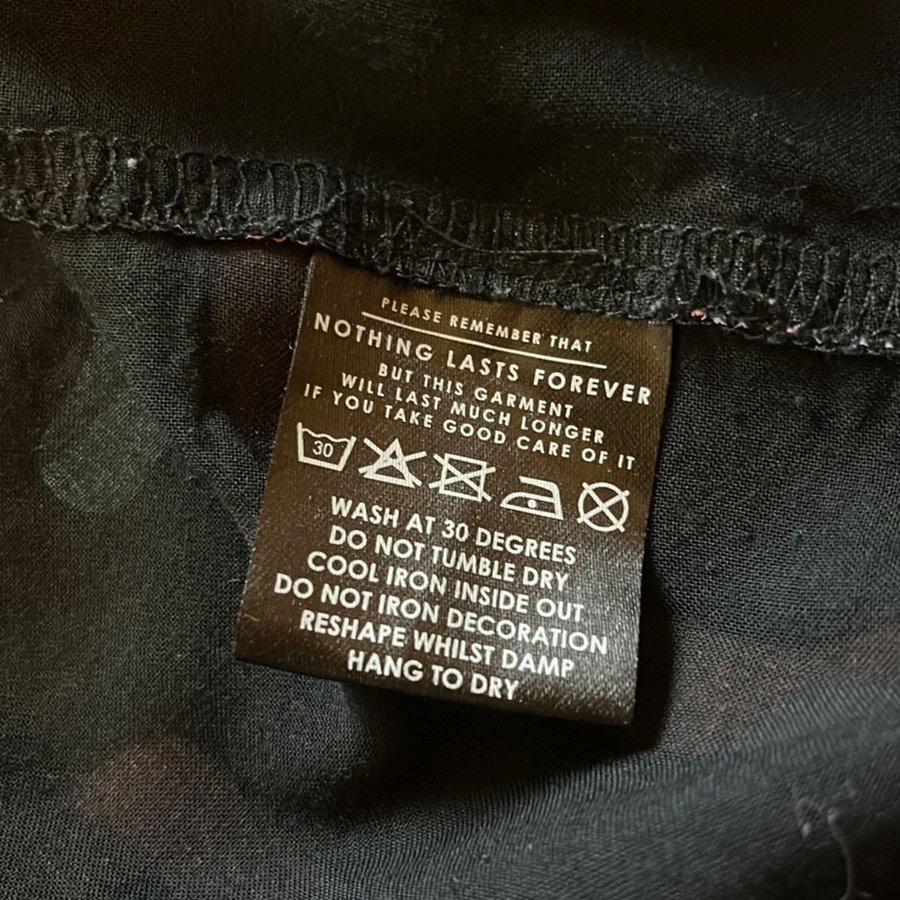 PLEASE REMEMBER THAT
NOTHING LASTS FOREVER
BUT THIS GARMENT
WILL LAST MUCH LONGER
IF YOU TAKE GOOD CARE OF IT
30
WASH AT 30 DEGREES
DO NOT TUMBLE DRY
COOL IRON INSIDE OUT
DO NOT IRON DECORATION
RESHAPE WHILST DAMP
HANG TO DRY